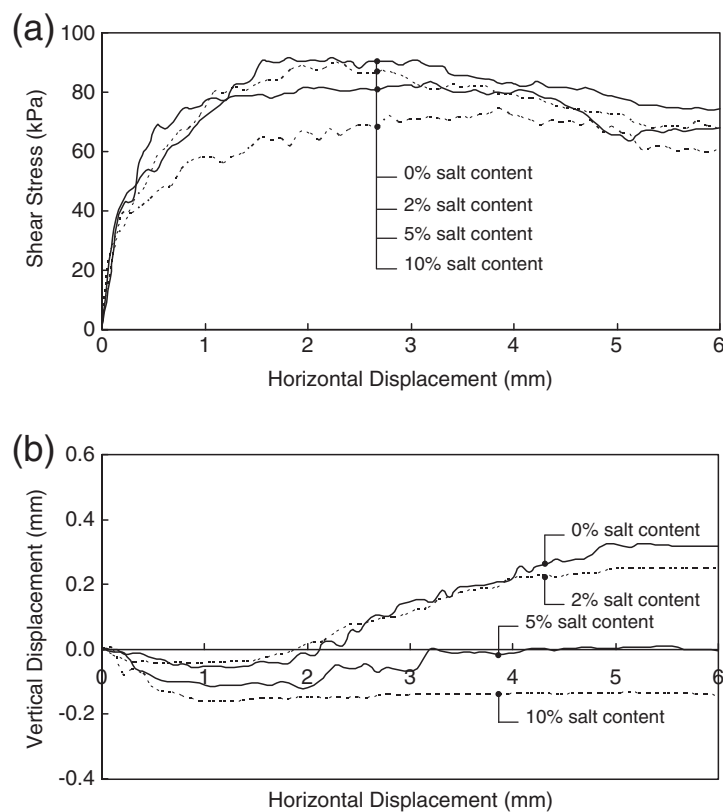 (a)
100
80
60
40
20
0
Shear Stress (kPa)
0% salt content
2% salt content
5% salt content
10% salt content
0 1 2 3 4 5 6
Horizontal Displacement (mm)
(b)
0.6
0.4
0.2
0.0
-0.2
-0.4
Vertical Displacement (mm)
0% salt content
2% salt content
5% salt content
10% salt content
0 1 2 3 4 5 6
Horizontal Displacement (mm)